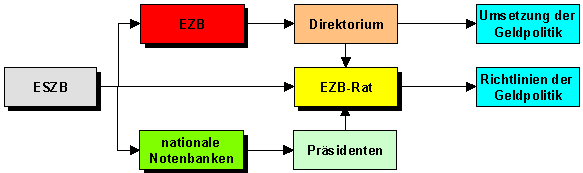 EZB
Direktorium
Umsetzung der
Geldpolitik
ESZB
EZB-Rat
Richtlinien der
Geldpolitik
nationale
Notenbanken
Präsidenten